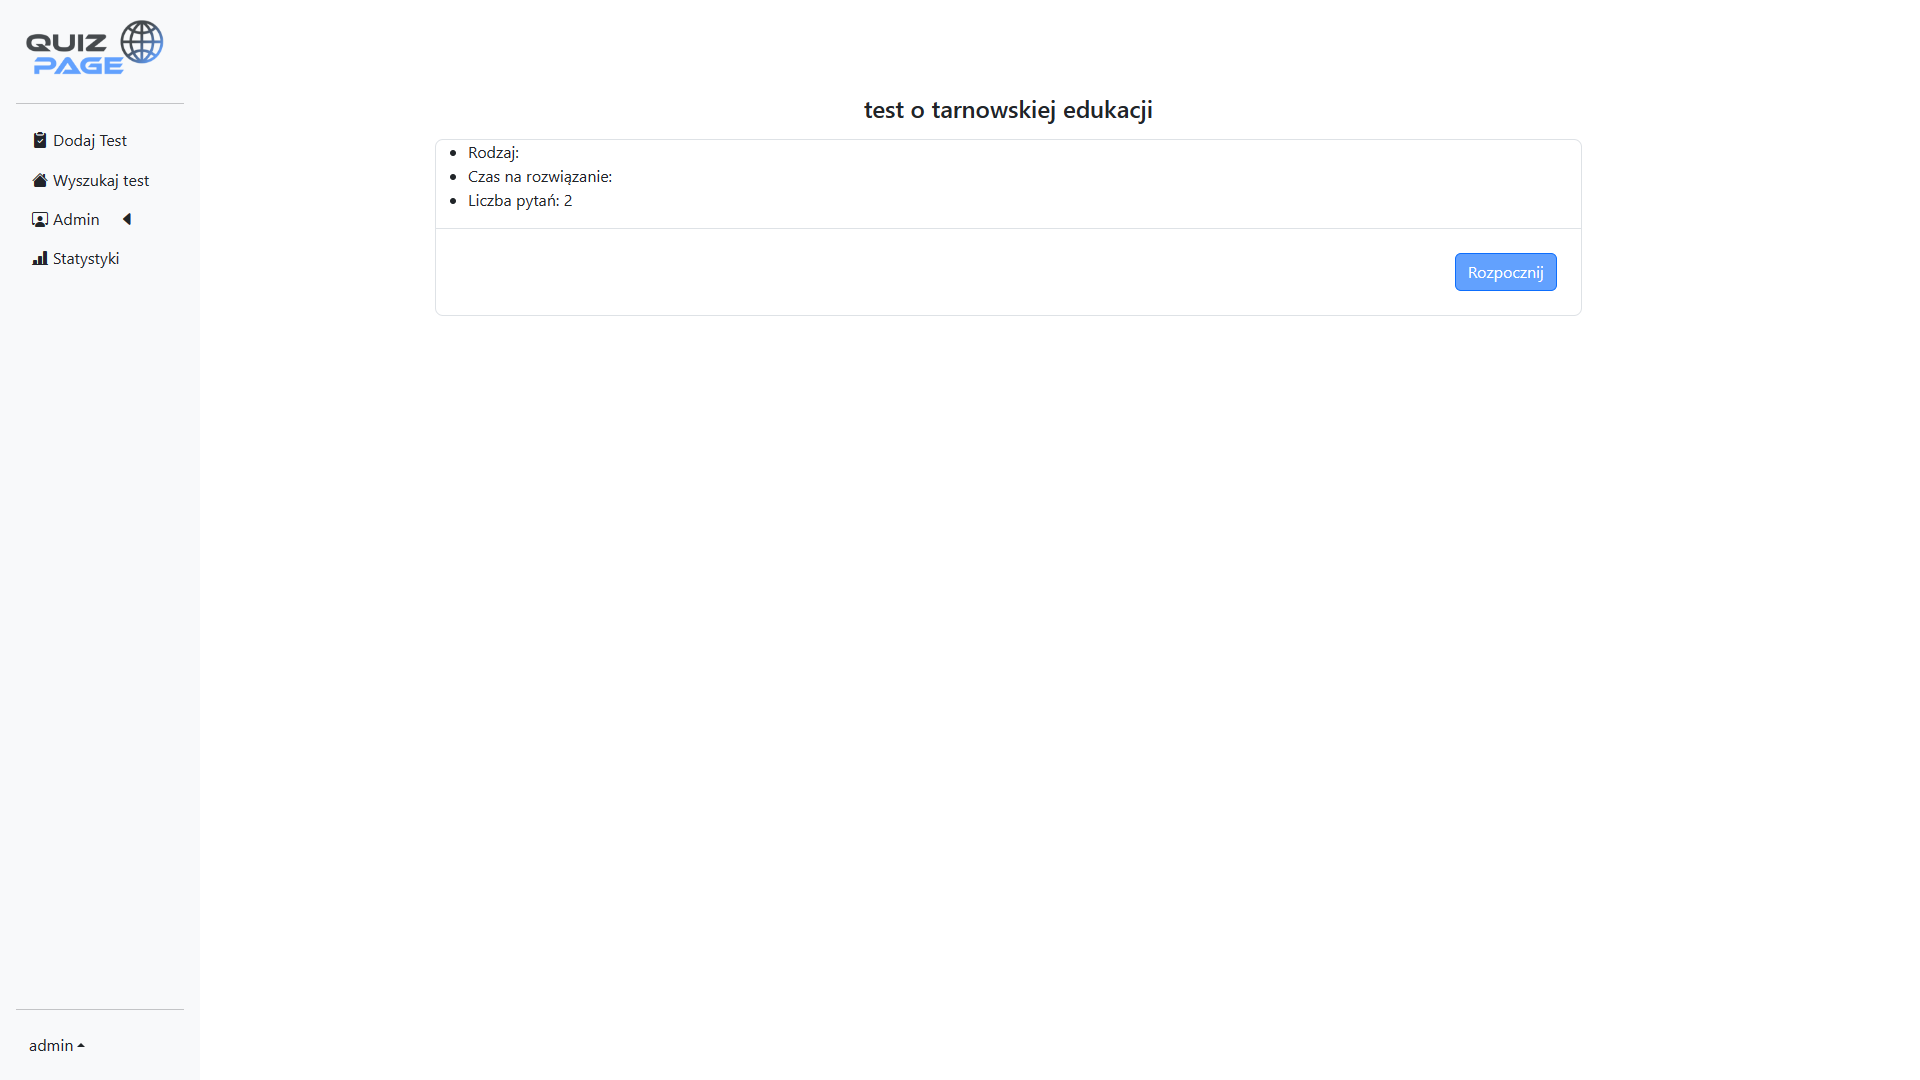 QUIZ
PAGE
Dodaj Test
Wyszukaj test
Admin
Statystyki
admin
test o tarnowskiej edukacji
Rodzaj:
Czas na rozwiązanie:
Liczba pytań: 2
Rozpocznij